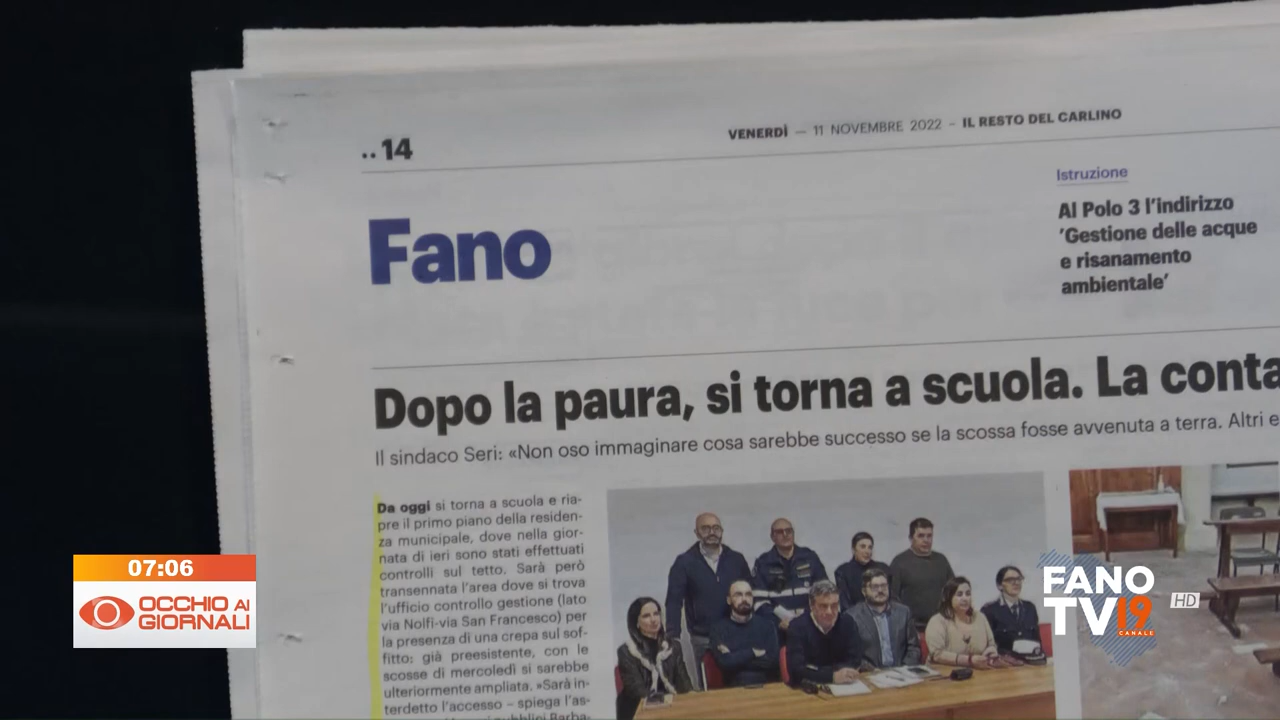 ..14
VENERDÌ — 11 NOVEMBRE 2022 – IL RESTO DEL CARLINO
Fano
Istruzione
Al Polo 3 l'indirizzo
'Gestione delle acque
e risanamento
ambientale'
Dopo la paura, si torna a scuola. La conta
Il sindaco Seri: «Non oso immaginare cosa sarebbe successo se la scossa fosse avvenuta a terra. Altri e
Da oggi si torna a scuola e ria-
pre il primo piano della residen-
za municipale, dove nella gior-
nata di ieri sono stati effettuati
controlli sul tetto. Sarà però
transennata l'area dove si trova
l'ufficio controllo gestione (lato
via Nolfi-via San Francesco) per
la presenza di una crepa sul sof-
fitto: già preesistente, con le
scosse di mercoledì si sarebbe
ulteriormente ampliata. »Sarà in-
terdetto l'accesso – spiega l'as-
07:06
OCCHIO AI
GIORNALI
FANO
TV19
CANALE
HD